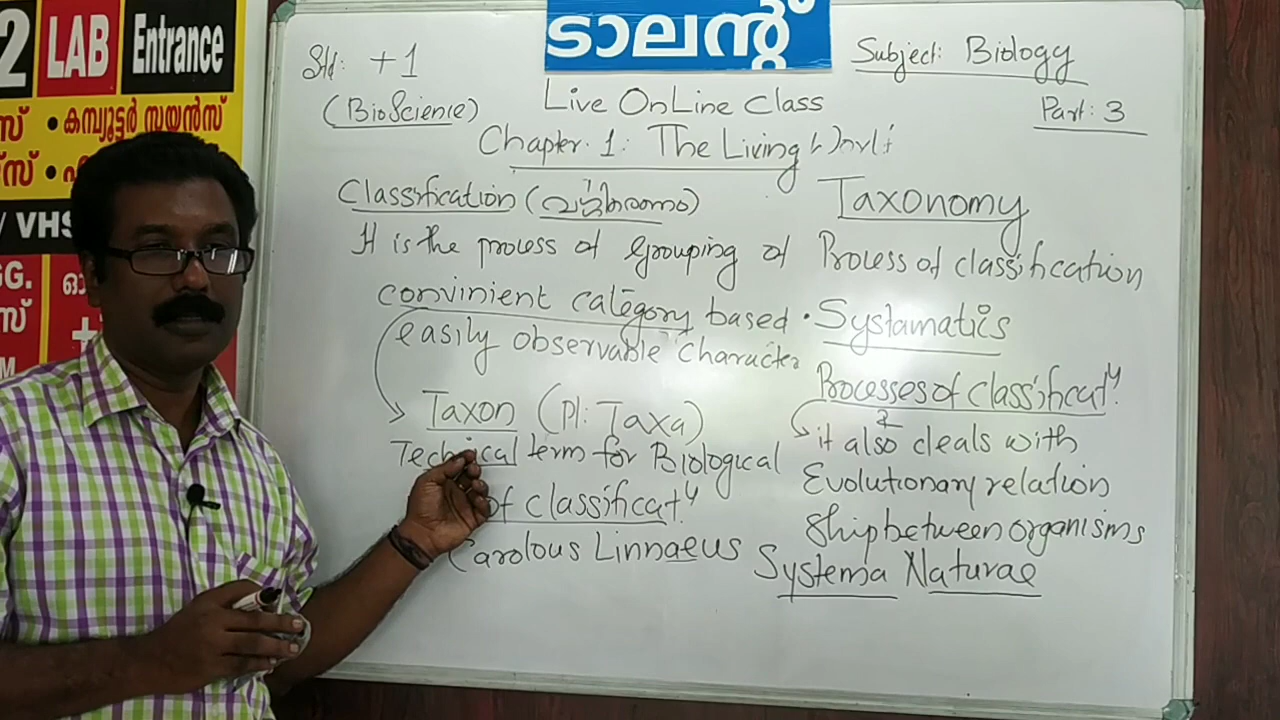 2 LAB Entrance
സ് • കമ്പ്യൂട്ടർ സയൻസ്
സ്
/ VHS
GG.
സ്
M
ടാലന്റ്
Std: +1
Subject: Biology
(BioScience)
Live OnLine Class
Part: 3
Chapter. 1: The Living
Classification (വർഗ്ഗീകരണം)
It is the process of Grouping of
convinient category based
easily observable Character
Taxon (Pl: Taxa)
Technical term for Biological
of classificatⁿ.
Carolous Linnaeus
Taxonomy
Process of classification
• Systamatics
Processes of classificatⁿ.
it also deals with
Evolutionary relation
Ship between organisms
Systema Naturae